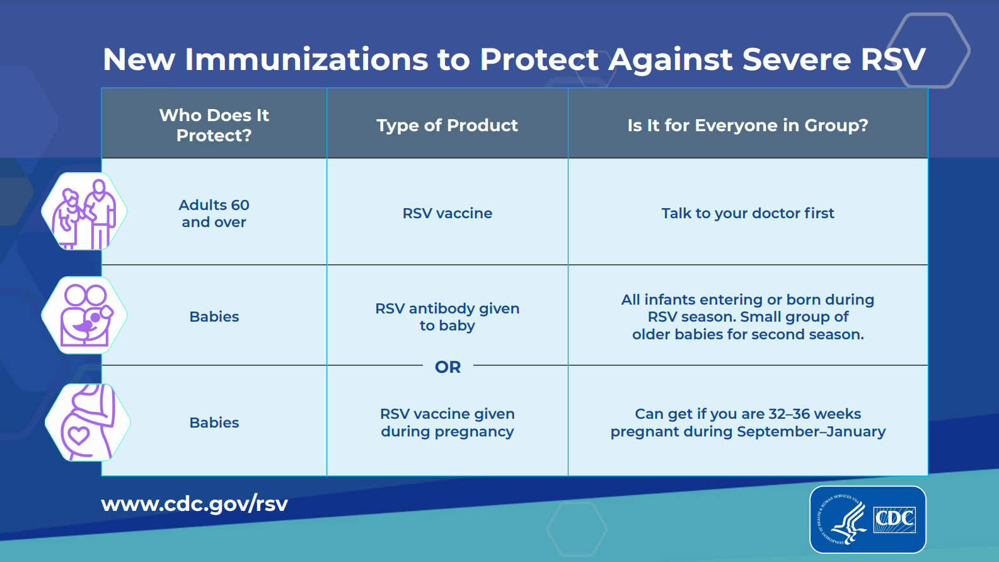 New Immunizations to Protect Against Severe RSV
Who Does It
Protect?
Type of Product
Is It for Everyone in Group?
Adults 60
and over
RSV vaccine
Talk to your doctor first
Babies
RSV antibody given
to baby
All infants entering or born during
RSV season. Small group of
older babies for second season.
OR
Babies
RSV vaccine given
during pregnancy
Can get if you are 32–36 weeks
pregnant during September–January
www.cdc.gov/rsv
DEPARTMENT OF HEALTH & HUMAN SERVICES·USA
CDC